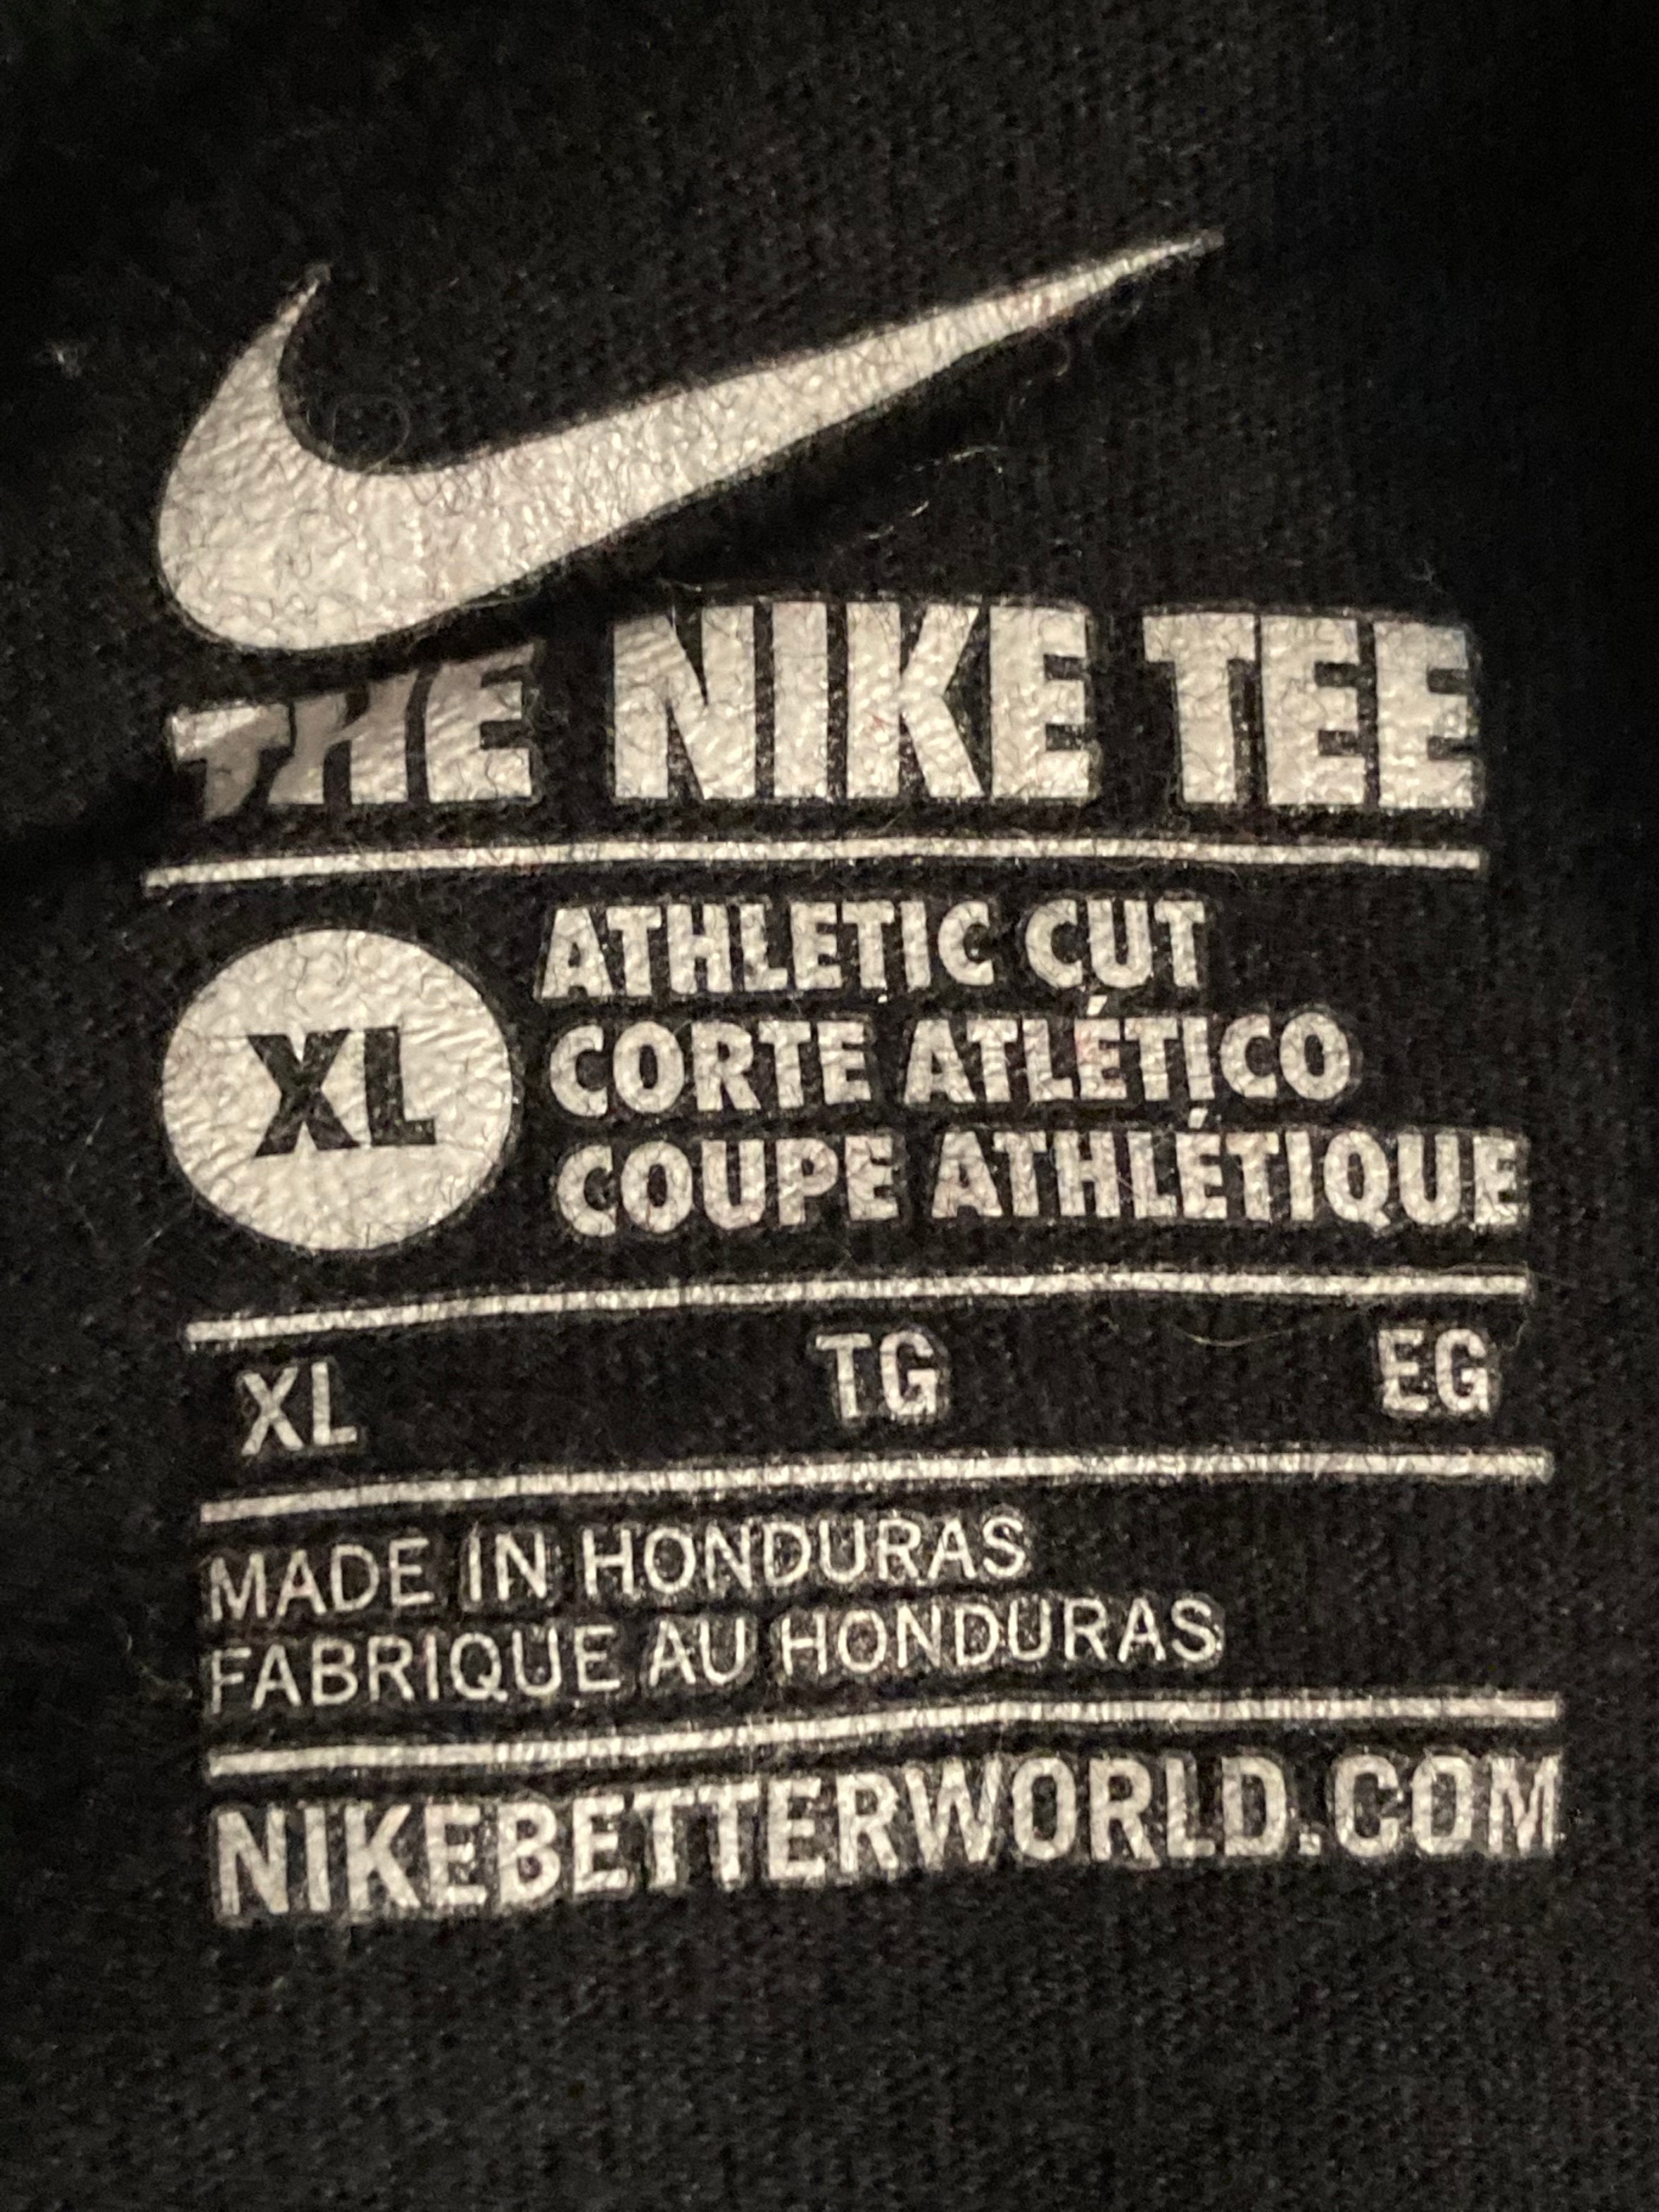 THE NIKE TEE
XL
ATHLETIC CUT
CORTE ATLÉTICO
COUPE ATHLÉTIQUE
XL TG EG
MADE IN HONDURAS
FABRIQUE AU HONDURAS
NIKEBETTERWORLD.COM